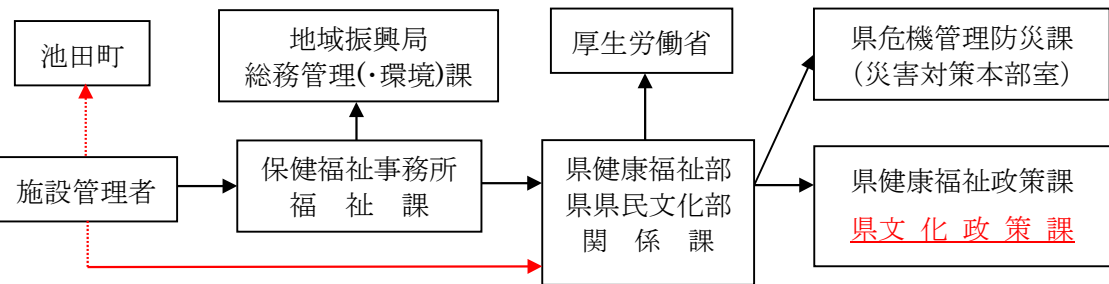 池田町
地域振興局
総務管理(・環境)課
厚生労働省
県危機管理防災課
(災害対策本部室)
施設管理者
保健福祉事務所
福　祉　課
県健康福祉部
県県民文化部
関　係　課
県健康福祉政策課
県文 化 政 策 課